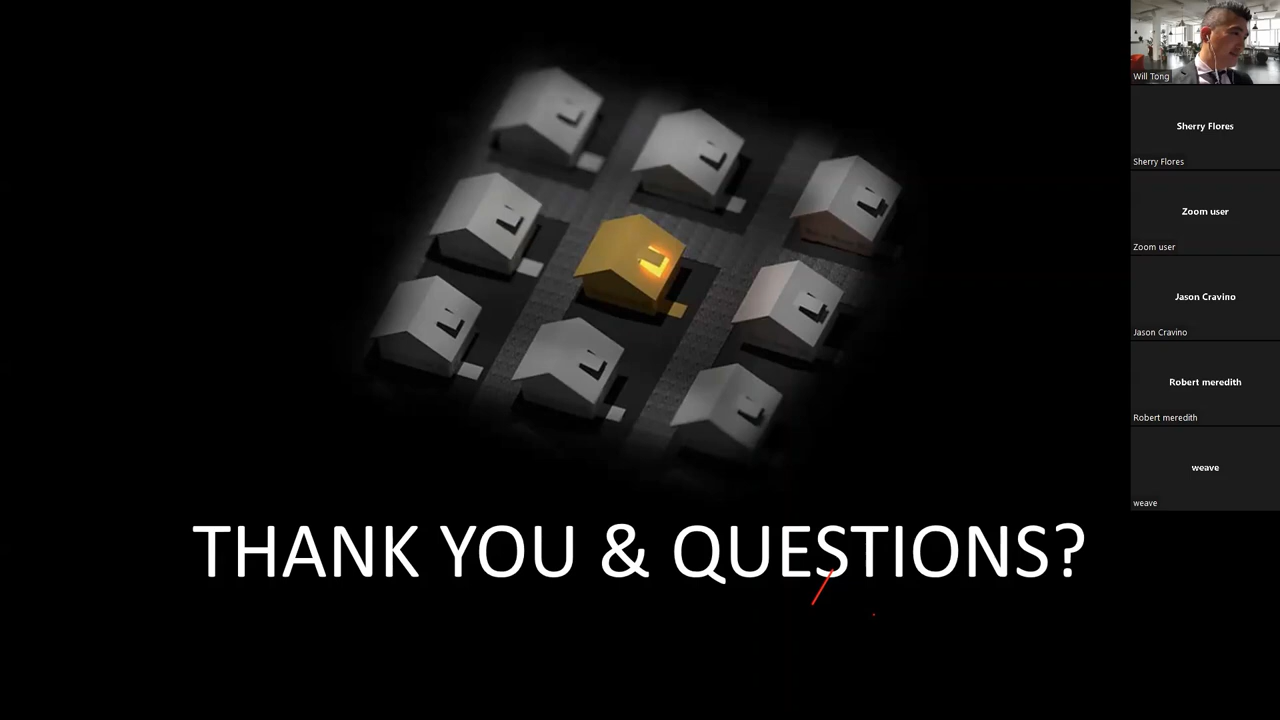 Will Tong
Sherry Flores
Sherry Flores
Zoom user
Zoom user
Jason Cravino
Jason Cravino
Robert meredith
Robert meredith
weave
weave
THANK YOU & QUESTIONS?